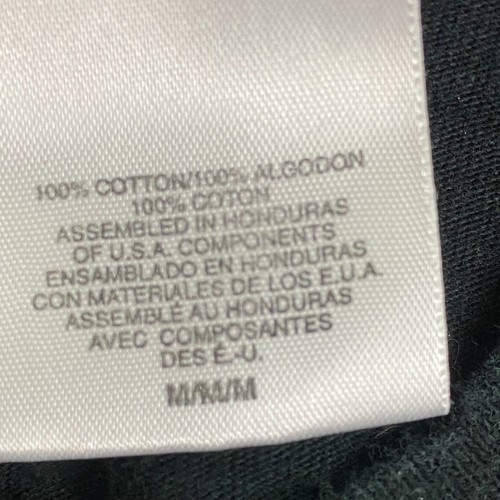 100% COTTON/100% ALGODON
100% COTON
ASSEMBLED IN HONDURAS
OF U.S.A. COMPONENTS
ENSAMBLADO EN HONDURAS
CON MATERIALES DE LOS E.U.A.
ASSEMBLÉ AU HONDURAS
AVEC COMPOSANTES
DES É.-U.
M/M/M